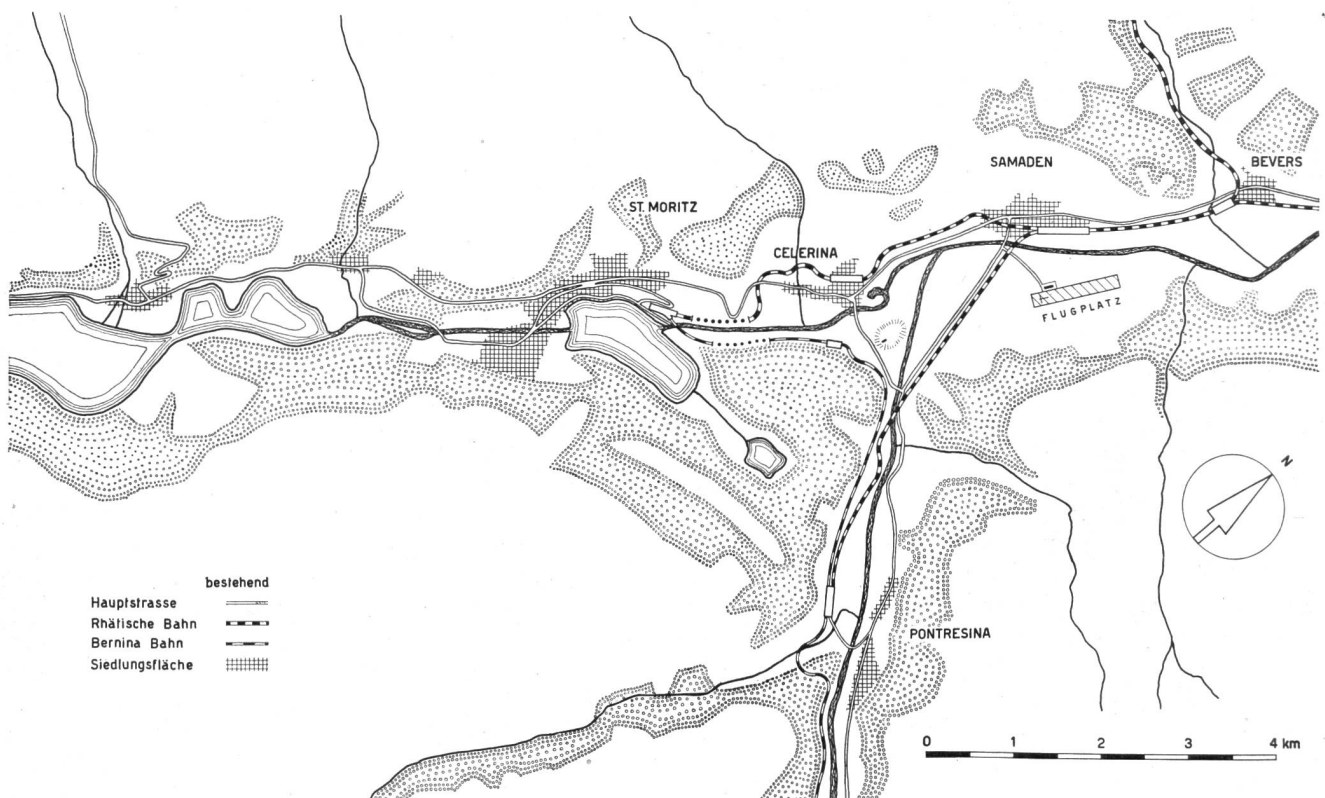 SAMADEN
BEVERS
ST. MORITZ
CELERINA
FLUGPLATZ
N
bestehend
Hauptstrasse
Rhätische Bahn
Bernina Bahn
Siedlungsfläche
PONTRESINA
0 1 2 3 4 km